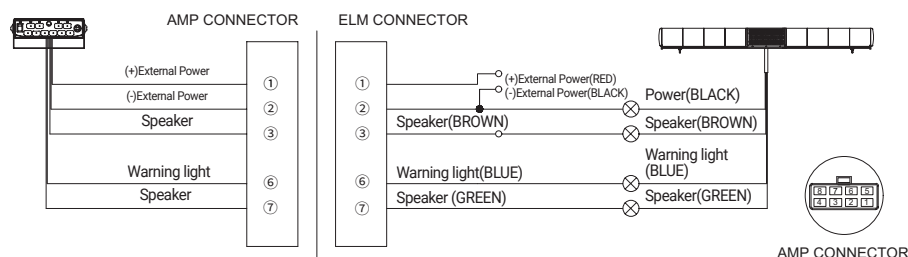 AMP CONNECTOR
ELM CONNECTOR
(+)External Power
①
(-)External Power
②
Speaker
③
Warning light
⑥
Speaker
⑦
①
(+)External Power(RED)
(-)External Power(BLACK)
②
Power(BLACK)
③
Speaker(BROWN)
Speaker(BROWN)
⑥
Warning light(BLUE)
Warning light
(BLUE)
⑦
Speaker (GREEN)
Speaker(GREEN)
8 7 6 5
4 3 2 1
AMP CONNECTOR